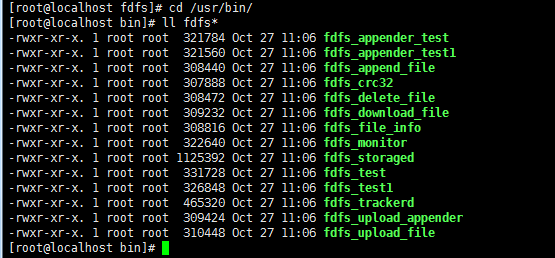 [root@localhost fdfs]# cd /usr/bin/
[root@localhost bin]# ll fdfs*
-rwxr-xr-x. 1 root root  321784 Oct 27 11:06 fdfs_appender_test
-rwxr-xr-x. 1 root root  321560 Oct 27 11:06 fdfs_appender_test1
-rwxr-xr-x. 1 root root  308440 Oct 27 11:06 fdfs_append_file
-rwxr-xr-x. 1 root root  307888 Oct 27 11:06 fdfs_crc32
-rwxr-xr-x. 1 root root  308472 Oct 27 11:06 fdfs_delete_file
-rwxr-xr-x. 1 root root  309232 Oct 27 11:06 fdfs_download_file
-rwxr-xr-x. 1 root root  308816 Oct 27 11:06 fdfs_file_info
-rwxr-xr-x. 1 root root  322640 Oct 27 11:06 fdfs_monitor
-rwxr-xr-x. 1 root root 1125392 Oct 27 11:06 fdfs_storaged
-rwxr-xr-x. 1 root root  331728 Oct 27 11:06 fdfs_test
-rwxr-xr-x. 1 root root  326848 Oct 27 11:06 fdfs_test1
-rwxr-xr-x. 1 root root  465320 Oct 27 11:06 fdfs_trackerd
-rwxr-xr-x. 1 root root  309424 Oct 27 11:06 fdfs_upload_appender
-rwxr-xr-x. 1 root root  310448 Oct 27 11:06 fdfs_upload_file
[root@localhost bin]#